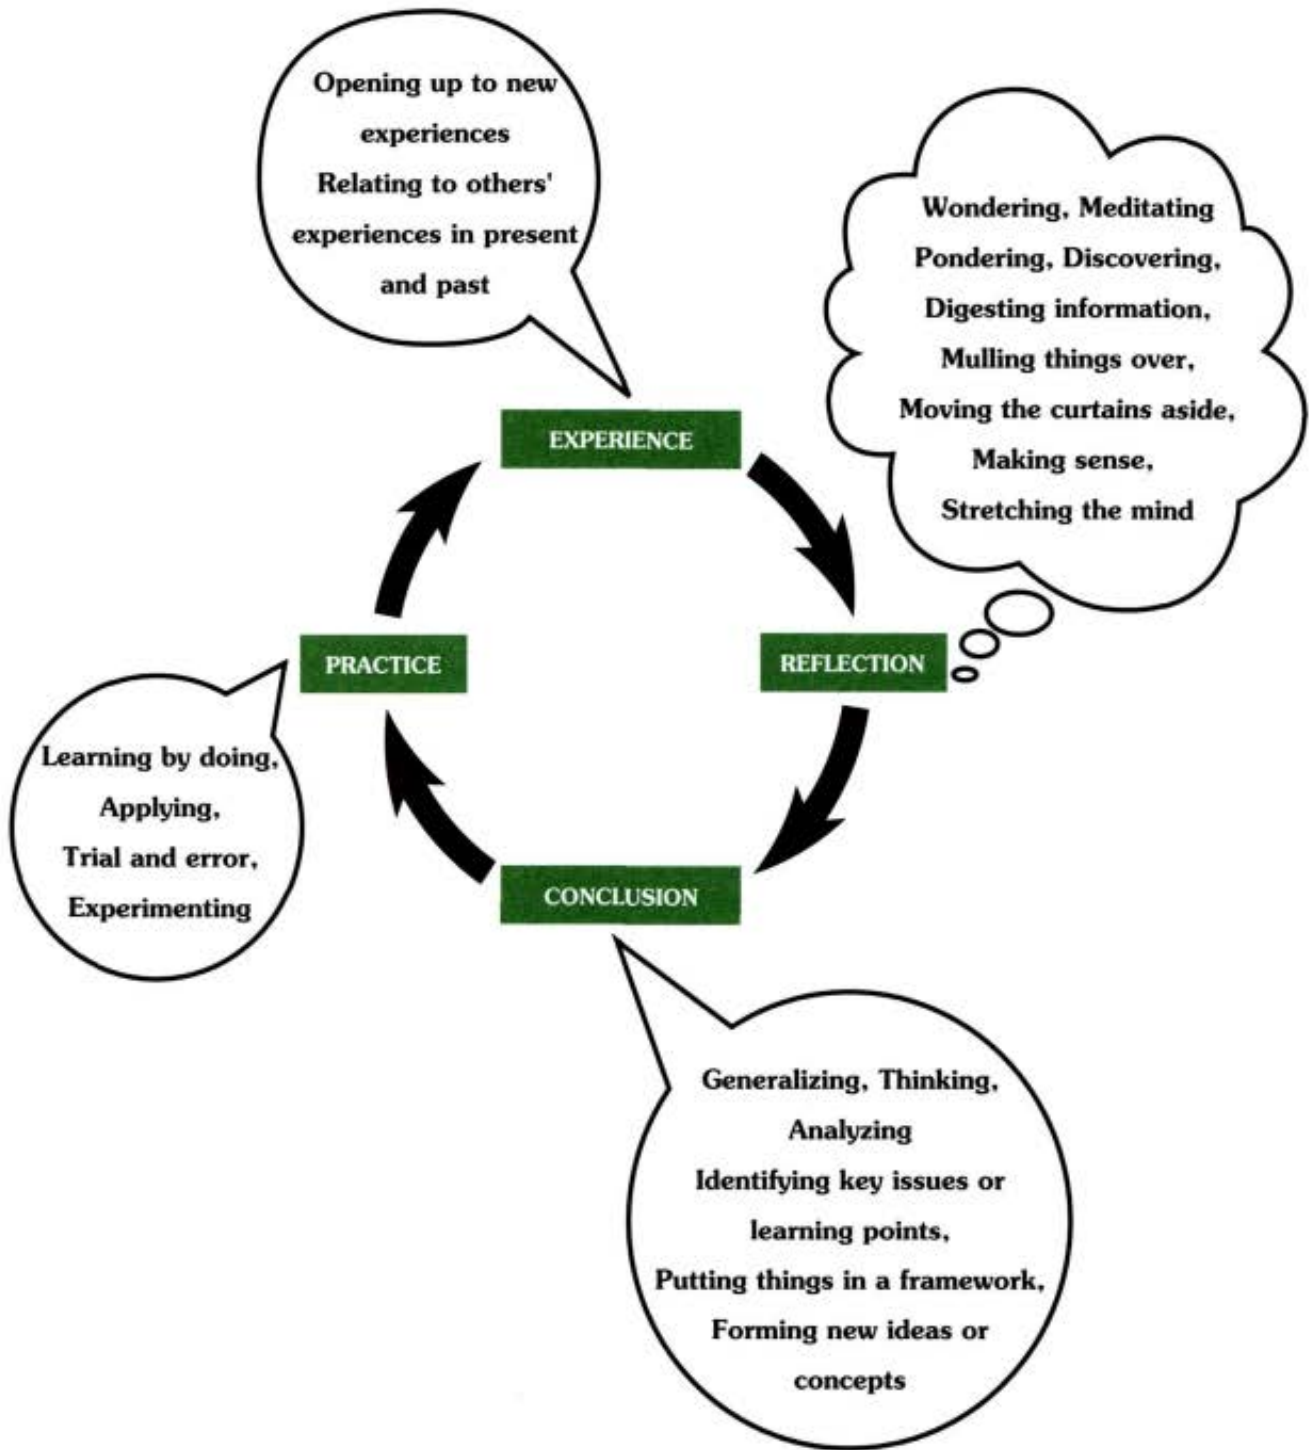 Opening up to new
experiences
Relating to others'
experiences in present
and past
Wondering, Meditating
Pondering, Discovering,
Digesting information,
Mulling things over,
Moving the curtains aside,
Making sense,
Stretching the mind
EXPERIENCE
PRACTICE
REFLECTION
Learning by doing,
Applying,
Trial and error,
Experimenting
CONCLUSION
Generalizing, Thinking,
Analyzing
Identifying key issues or
learning points,
Putting things in a framework,
Forming new ideas or
concepts